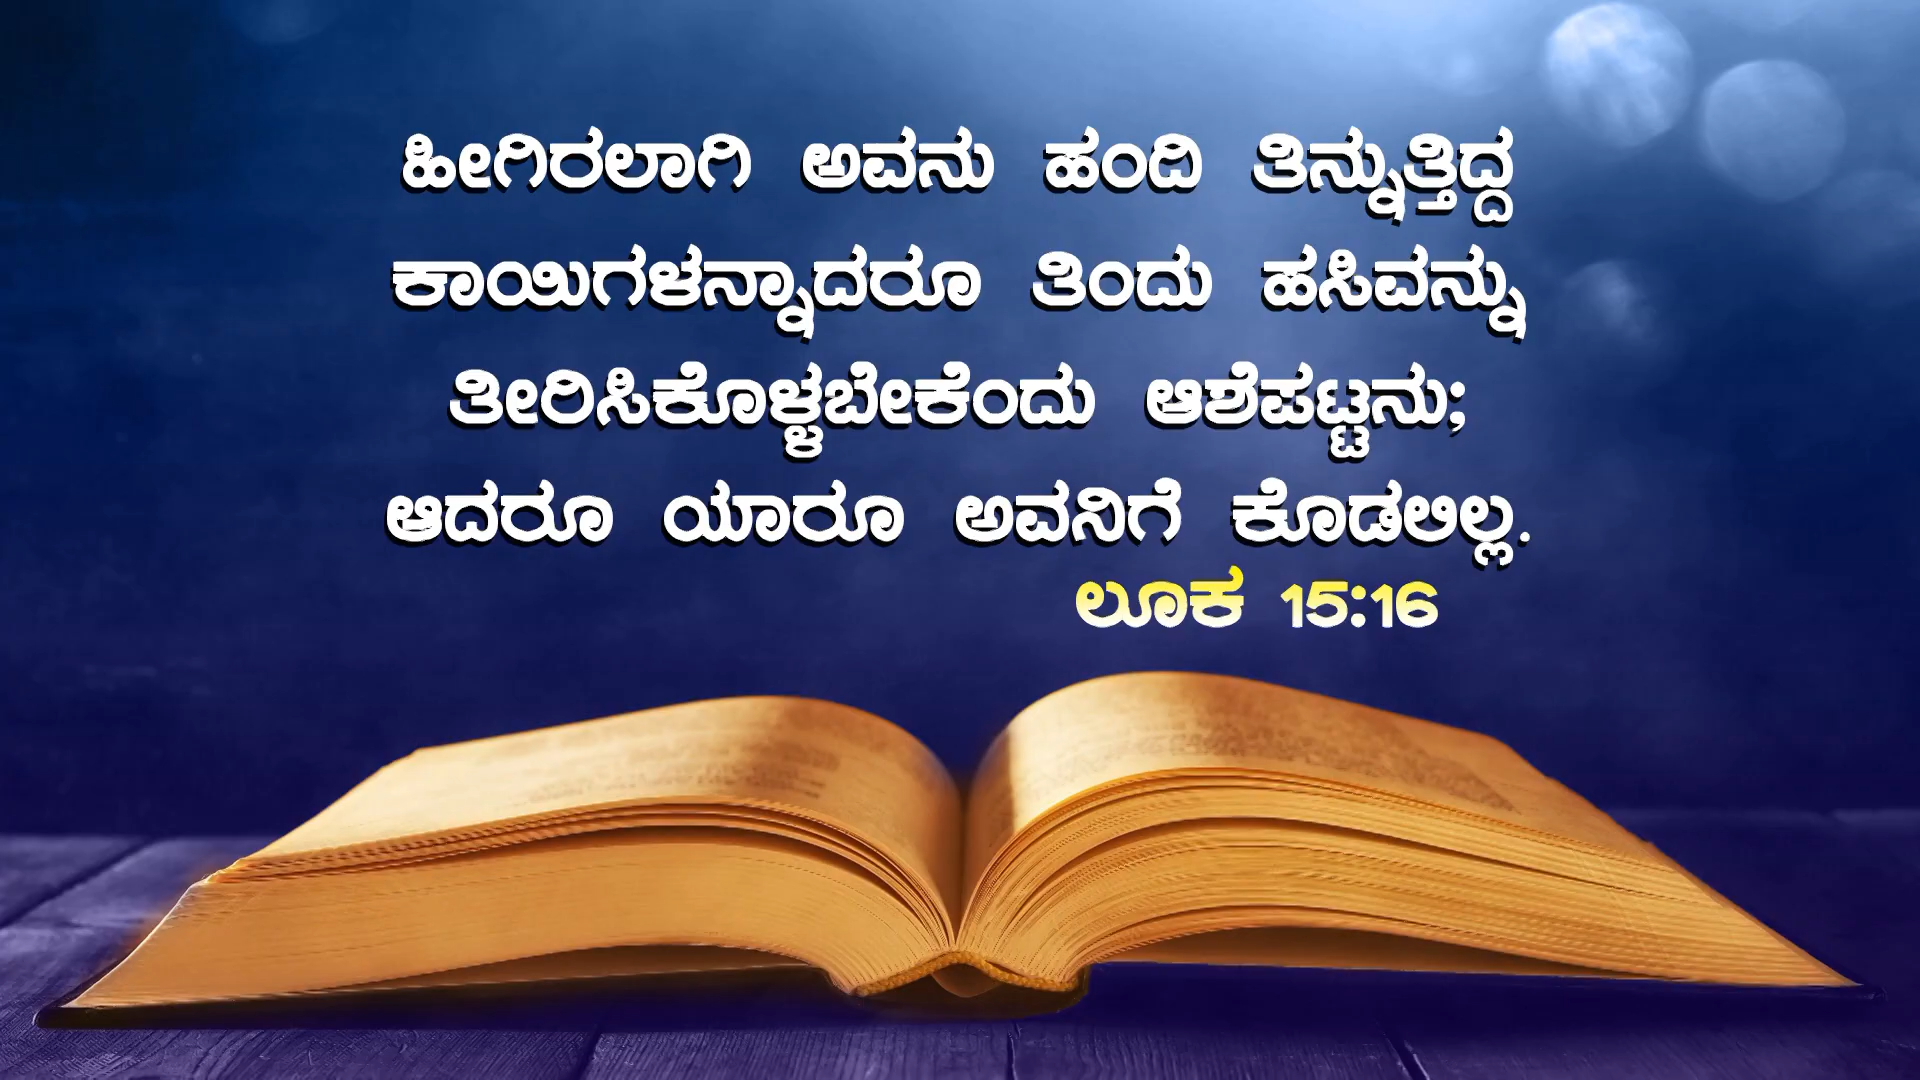 ಹೀಗಿರಲಾಗಿ ಅವನು ಹಂದಿ ತಿನ್ನುತ್ತಿದ್ದ
ಕಾಯಿಗಳನ್ನಾದರೂ ತಿಂದು ಹಸಿವನ್ನು
ತೀರಿಸಿಕೊಳ್ಳಬೇಕೆಂದು ಆಶೆಪಟ್ಟನು;
ಆದರೂ ಯಾರೂ ಅವನಿಗೆ ಕೊಡಲಿಲ್ಲ.
ಲೂಕ 15:16